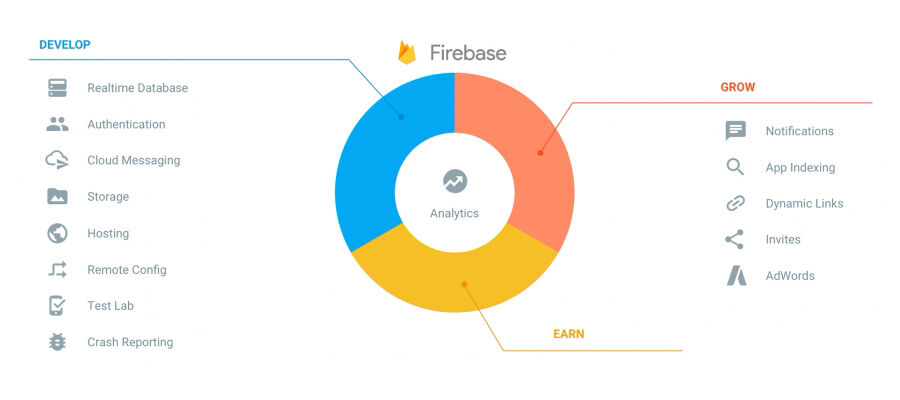 DEVELOP
Realtime Database
Authentication
Cloud Messaging
Storage
Hosting
Remote Config
Test Lab
Crash Reporting
Firebase
Analytics
GROW
Notifications
App Indexing
Dynamic Links
Invites
AdWords
EARN